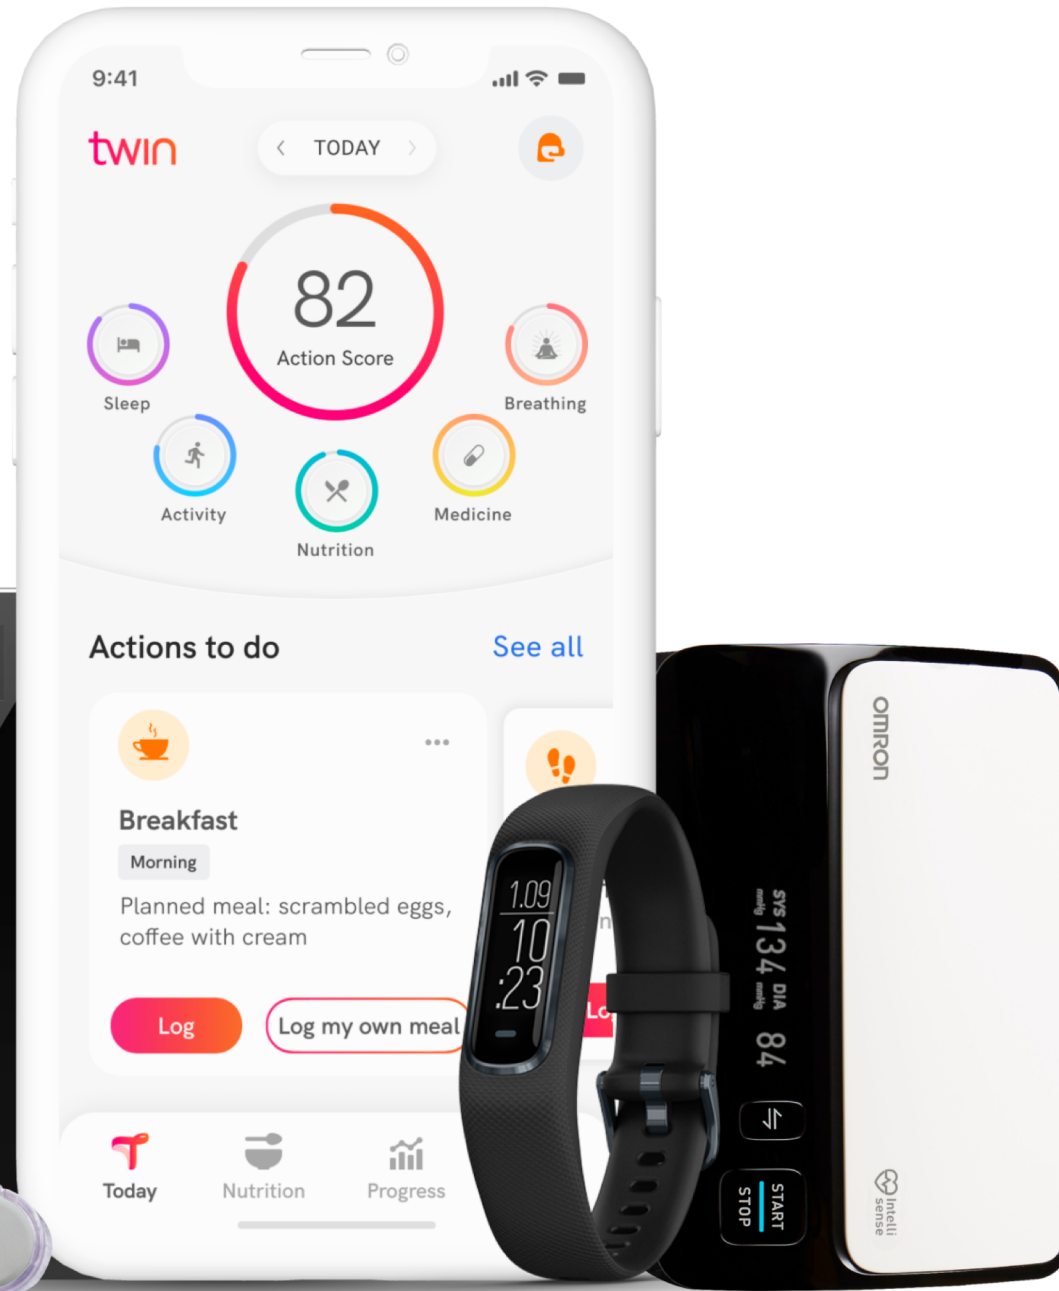 9:41
twin
TODAY
82
Action Score
Sleep
Breathing
Activity
Medicine
Nutrition
Actions to do
See all
Breakfast
Morning
Planned meal: scrambled eggs,
coffee with cream
Log
Log my own meal
Today
Nutrition
Progress
1.09
10
:23
OMRON
SYS
mmHg
134
DIA
mmHg
84
START
STOP
Intelli
sense